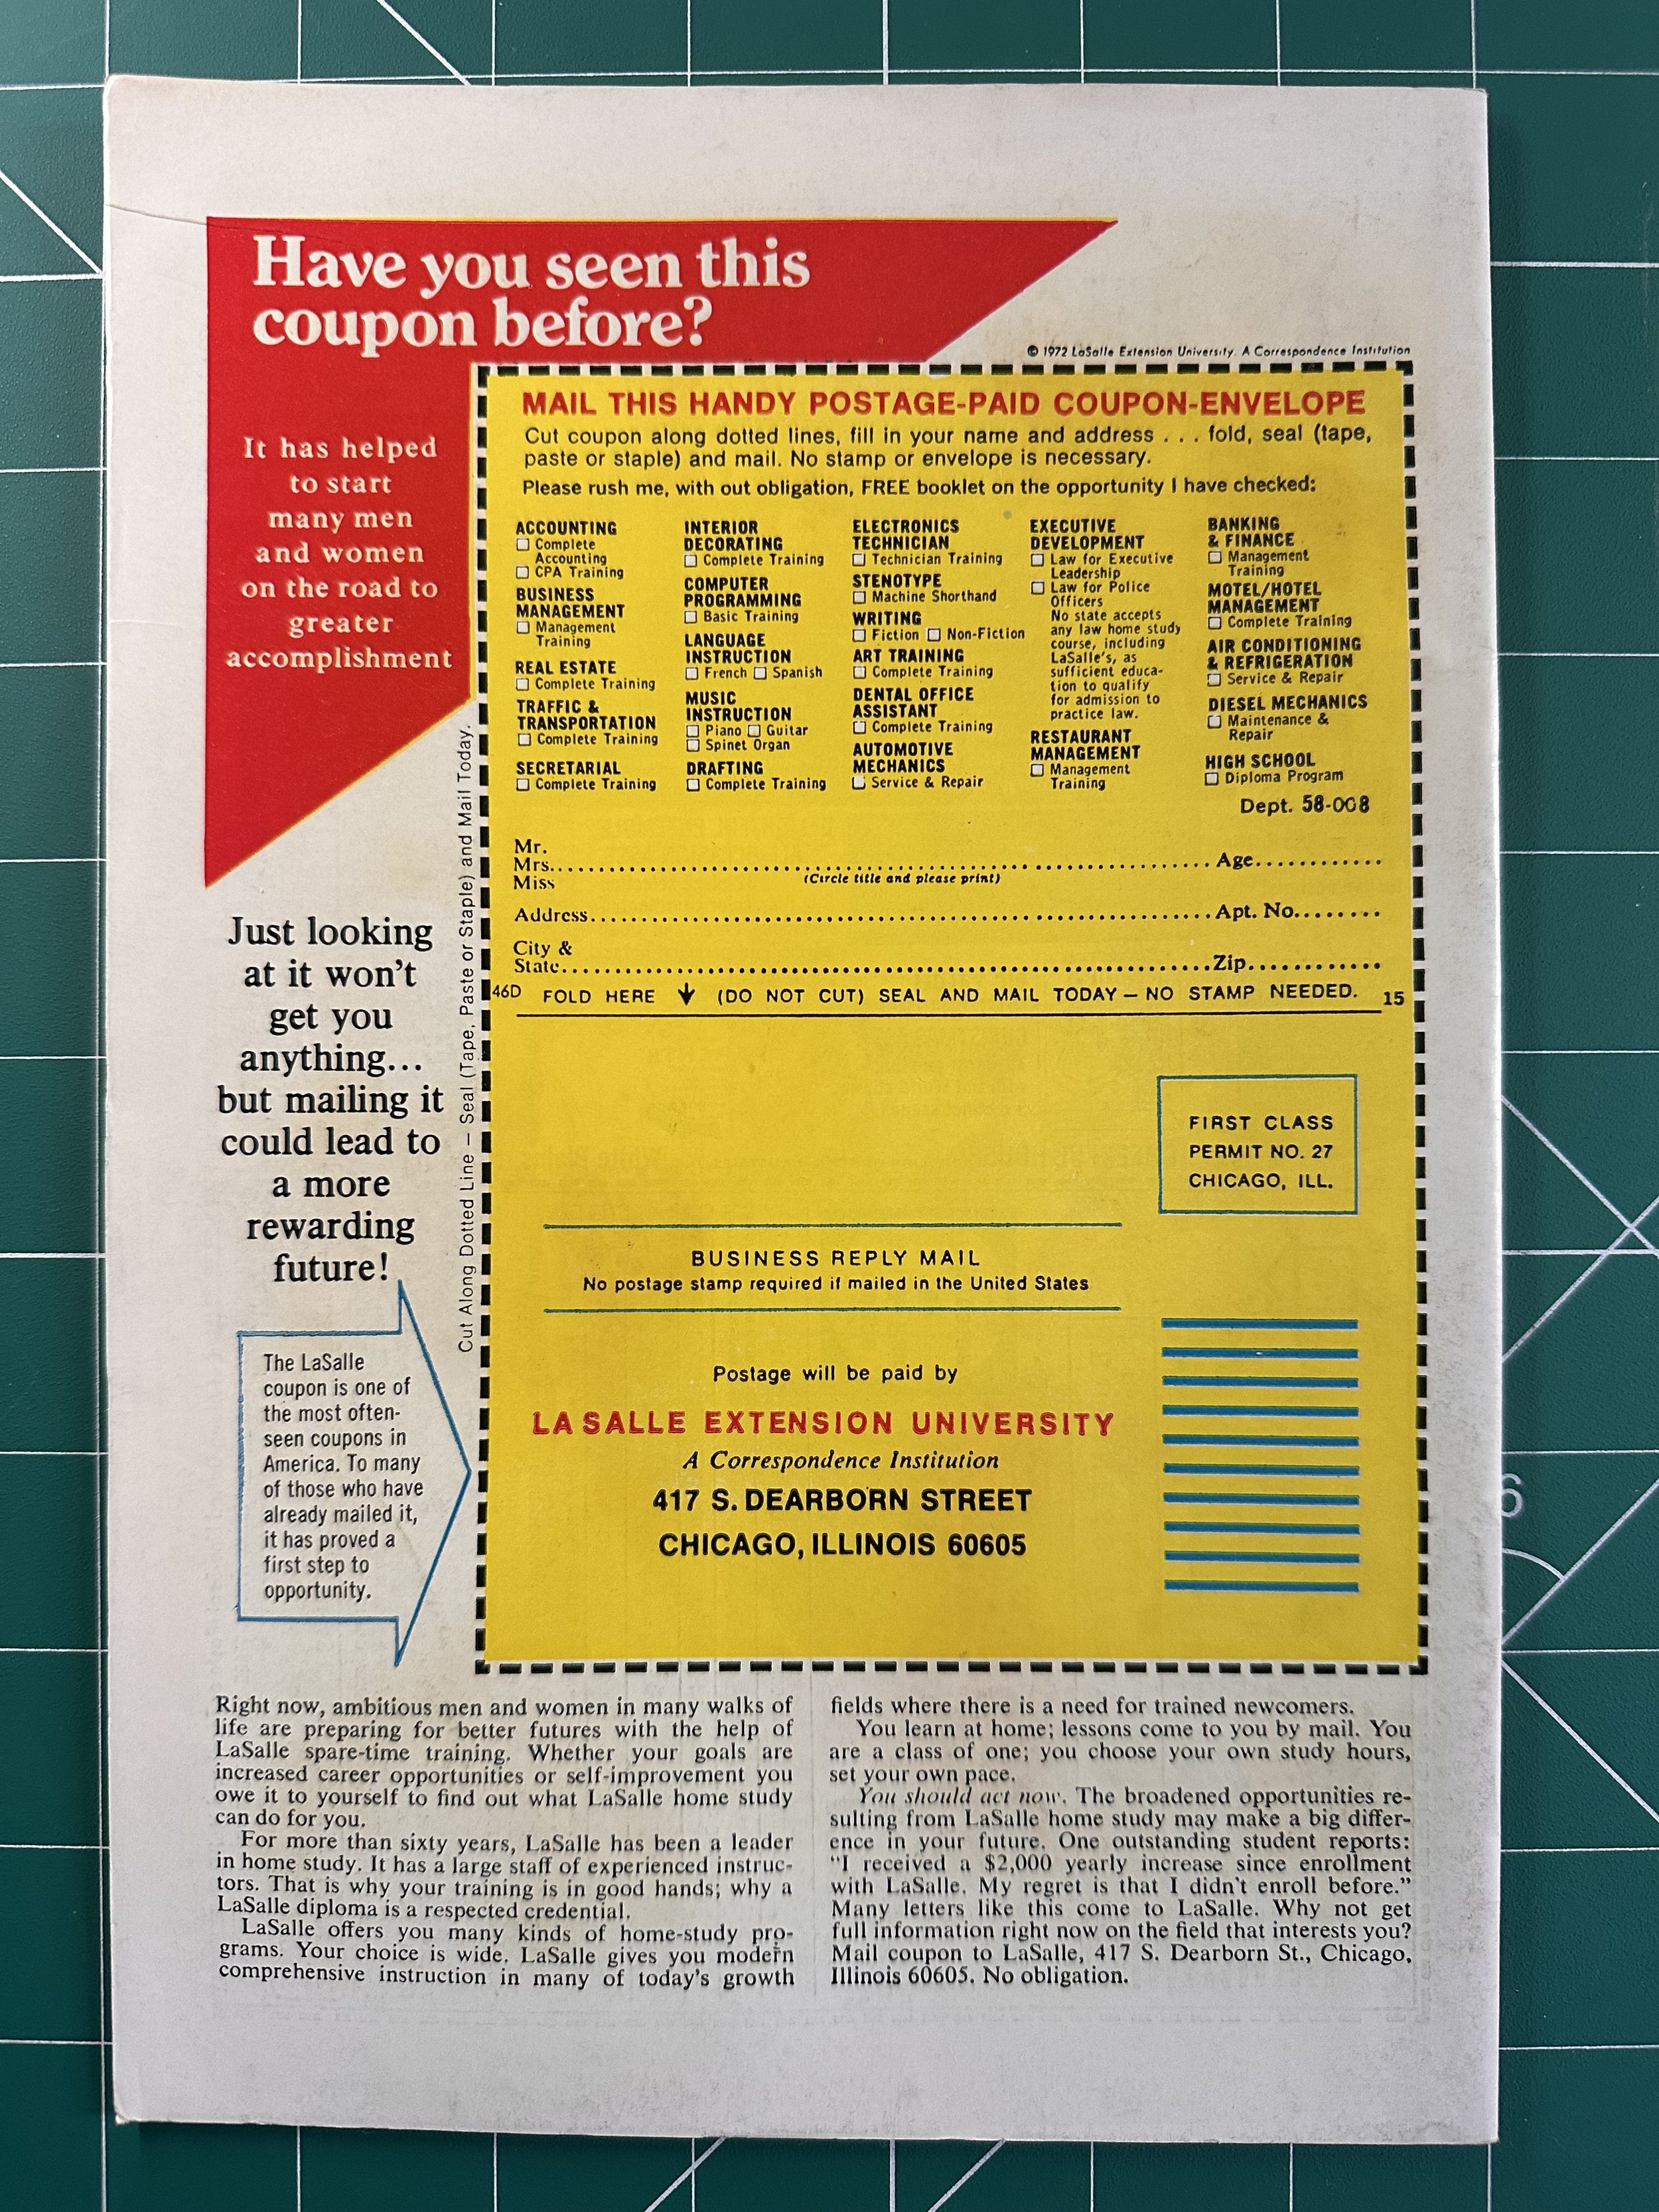 Have you seen this
coupon before?
It has helped
to start
many men
and women
on the road to
greater
accomplishment
Just looking
at it won't
get you
anything...
but mailing it
could lead to
a more
rewarding
future!
The LaSalle
coupon is one of
the most often-
seen coupons in
America. To many
of those who have
already mailed it,
it has proved a
first step to
opportunity.
Cut Along Dotted Line — Seal (Tape, Paste or Staple) and Mail Today.
© 1972 LaSalle Extension University. A Correspondence Institution
MAIL THIS HANDY POSTAGE-PAID COUPON-ENVELOPE
Cut coupon along dotted lines, fill in your name and address . . . fold, seal (tape,
paste or staple) and mail. No stamp or envelope is necessary.
Please rush me, with out obligation, FREE booklet on the opportunity I have checked:
ACCOUNTING
Complete
Accounting
CPA Training
BUSINESS
MANAGEMENT
Management
Training
REAL ESTATE
Complete Training
TRAFFIC &
TRANSPORTATION
Complete Training
SECRETARIAL
Complete Training
INTERIOR
DECORATING
Complete Training
COMPUTER
PROGRAMMING
Basic Training
LANGUAGE
INSTRUCTION
French Spanish
MUSIC
INSTRUCTION
Piano Guitar
Spinet Organ
DRAFTING
Complete Training
ELECTRONICS
TECHNICIAN
Technician Training
STENOTYPE
Machine Shorthand
WRITING
Fiction Non-Fiction
ART TRAINING
Complete Training
DENTAL OFFICE
ASSISTANT
Complete Training
AUTOMOTIVE
MECHANICS
Service & Repair
EXECUTIVE
DEVELOPMENT
Law for Executive
Leadership
Law for Police
Officers
No state accepts
any law home study
course, including
LaSalle's, as
sufficient educa-
tion to qualify
for admission to
practice law.
RESTAURANT
MANAGEMENT
Management
Training
BANKING
& FINANCE
Management
Training
MOTEL/HOTEL
MANAGEMENT
Complete Training
AIR CONDITIONING
& REFRIGERATION
Service & Repair
DIESEL MECHANICS
Maintenance &
Repair
HIGH SCHOOL
Diploma Program
Dept. 58-008
Mr.
Mrs. Age
Miss (Circle title and please print)
Address Apt. No.
City &
State Zip
46D FOLD HERE ↓ (DO NOT CUT) SEAL AND MAIL TODAY — NO STAMP NEEDED. 15
FIRST CLASS
PERMIT NO. 27
CHICAGO, ILL.
BUSINESS REPLY MAIL
No postage stamp required if mailed in the United States
Postage will be paid by
LA SALLE EXTENSION UNIVERSITY
A Correspondence Institution
417 S. DEARBORN STREET
CHICAGO, ILLINOIS 60605
Right now, ambitious men and women in many walks of
life are preparing for better futures with the help of
LaSalle spare-time training. Whether your goals are
increased career opportunities or self-improvement you
owe it to yourself to find out what LaSalle home study
can do for you.
For more than sixty years, LaSalle has been a leader
in home study. It has a large staff of experienced instruc-
tors. That is why your training is in good hands; why a
LaSalle diploma is a respected credential.
LaSalle offers you many kinds of home-study pro-
grams. Your choice is wide. LaSalle gives you modern
comprehensive instruction in many of today's growth
fields where there is a need for trained newcomers.
You learn at home; lessons come to you by mail. You
are a class of one; you choose your own study hours,
set your own pace.
You should act now. The broadened opportunities re-
sulting from LaSalle home study may make a big differ-
ence in your future. One outstanding student reports:
"I received a $2,000 yearly increase since enrollment
with LaSalle. My regret is that I didn't enroll before."
Many letters like this come to LaSalle. Why not get
full information right now on the field that interests you?
Mail coupon to LaSalle, 417 S. Dearborn St., Chicago,
Illinois 60605. No obligation.
6